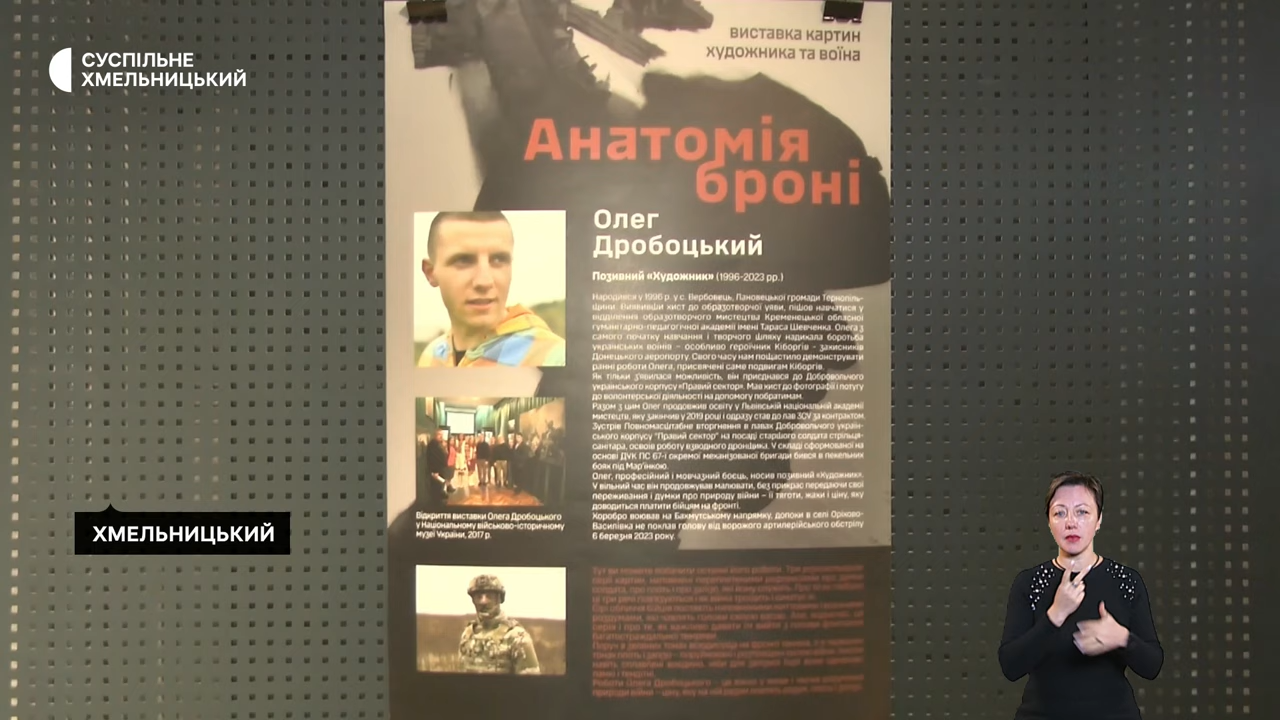 СУСПІЛЬНЕ
ХМЕЛЬНИЦЬКИЙ
виставка картин
художника та воїна
Анатомія
броні
Олег
Дробоцький
Позивний «Художник» (1996-2023 рр.)
Народився у 1996 р. у с. Вербовець, Лановецької громади Тернопіль-
щини. Виявивши хист до образотворчої уяви, пішов навчатися у
відділення образотворчого мистецтва Кременецької обласної
гуманітарно-педагогічної академії імені Тараса Шевченка. Олега з
самого початку навчання і творчого шляху надихала боротьба
українських воїнів – особливо героїчних Кіборгів - захисників
Донецького аеропорту. Свого часу нам пощастило демонструвати
ранні роботи Олега, присвячені саме подвигам Кіборгів.
Як тільки з'явилася можливість, він приєднався до Добровольчого
українського корпусу «Правий сектор». Мав хист до фотографії і потугу
до волонтерської діяльності на допомогу побратимам.
Разом з цим Олег продовжив освіту у Львівській національній академії
мистецтв, яку закінчив у 2019 році і одразу став до лав ЗСУ за контрактом.
Зустрів Повномасштабне вторгнення в лавах Добровольчого україн-
ського корпусу "Правий сектор" на посаді старшого солдата стрільця-
санітара, освоїв роботу взводного дронщика. У складі сформованої на
основі ДУК ПС 67-ї окремої механізованої бригади бився в пекельних
боях під Мар'їнкою.
Олег, професійний і мовчазний боєць, носив позивний «Художник».
У вільний час він продовжував малювати, без прикрас передаючи свої
переживання і думки про природу війни – її тяготи, жахи і ціну, яку
доводиться платити бійцям на фронті.
Хоробро воював на Бахмутському напрямку, допоки в селі Оріхово-
Василівка не поклав голову від ворожого артилерійського обстрілу
6 березня 2023 року.
Відкриття виставки Олега Дробоцького
у Національному військово-історичному
музеї України, 2017 р.
ХМЕЛЬНИЦЬКИЙ